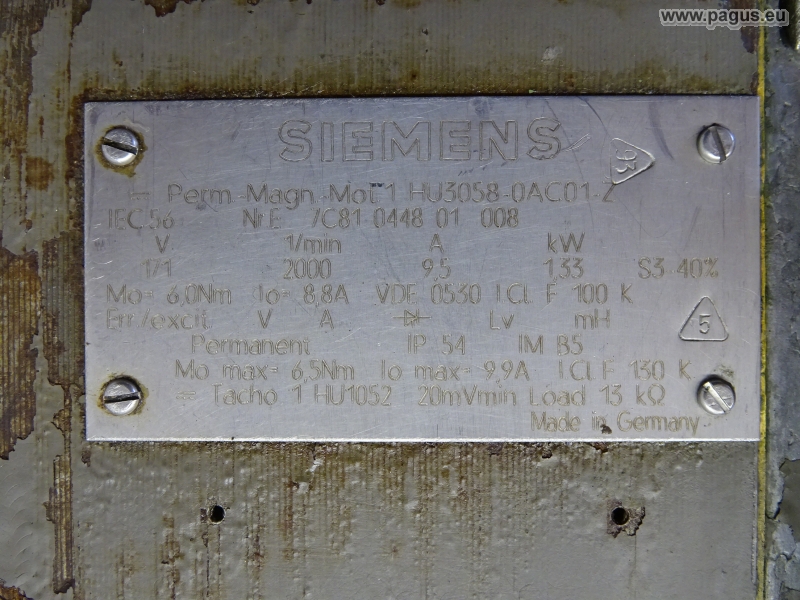 www.pagus.eu
SIEMENS
93
Perm.-Magn.-Mot 1 HU3058-0AC01-Z
IEC 56 Nr E /C81 0448 01 008
V 1/min A kW
171 2000 9,5 1,33 S3 40%
Mo= 6,0Nm Io= 8,8A VDE 0530 I.Cl. F 100 K
Err/excit. V A Lv mH
5
Permanent IP 54 IM B5
Mo max= 6,5Nm Io max= 9,9A I.Cl F 130 K
Tacho 1 HU1052 20mVmin Load 13 kΩ
Made in Germany